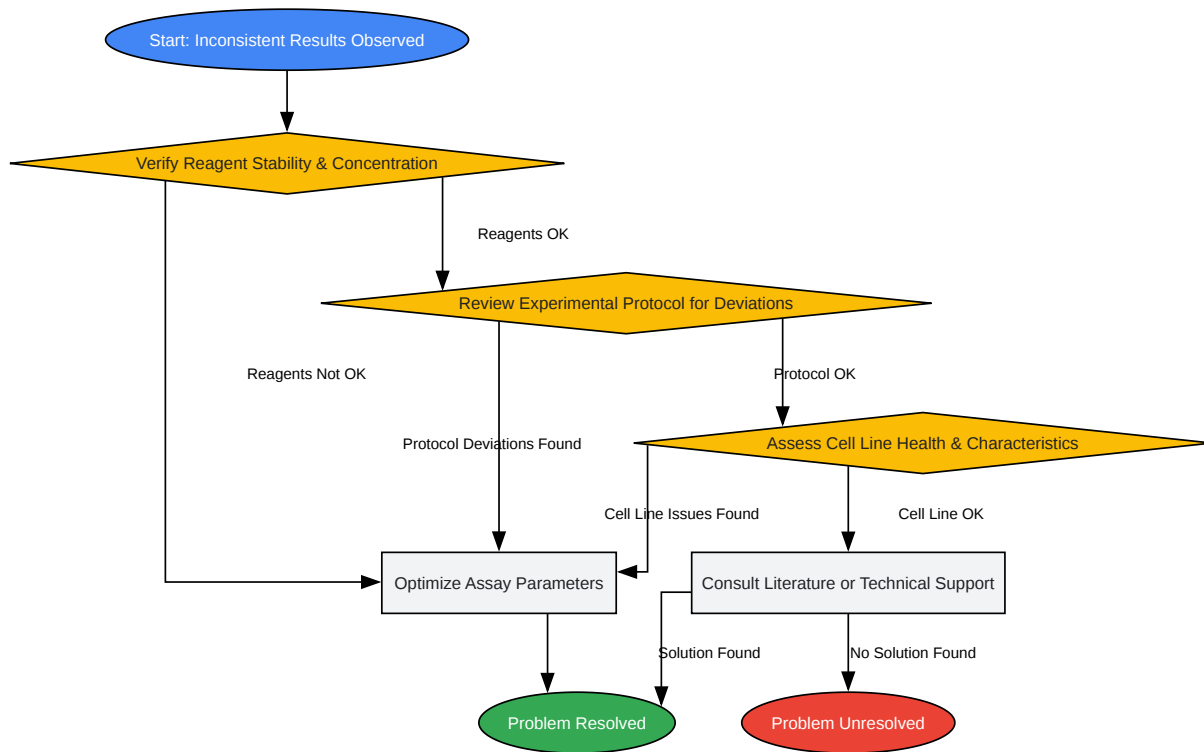 Start: Inconsistent Results Observed
Verify Reagent Stability & Concentration
Reagents OK
Review Experimental Protocol for Deviations
Reagents Not OK
Protocol OK
Protocol Deviations Found
Assess Cell Line Health & Characteristics
Cell Line Issues Found
Cell Line OK
Optimize Assay Parameters
Consult Literature or Technical Support
Solution Found
No Solution Found
Problem Resolved
Problem Unresolved